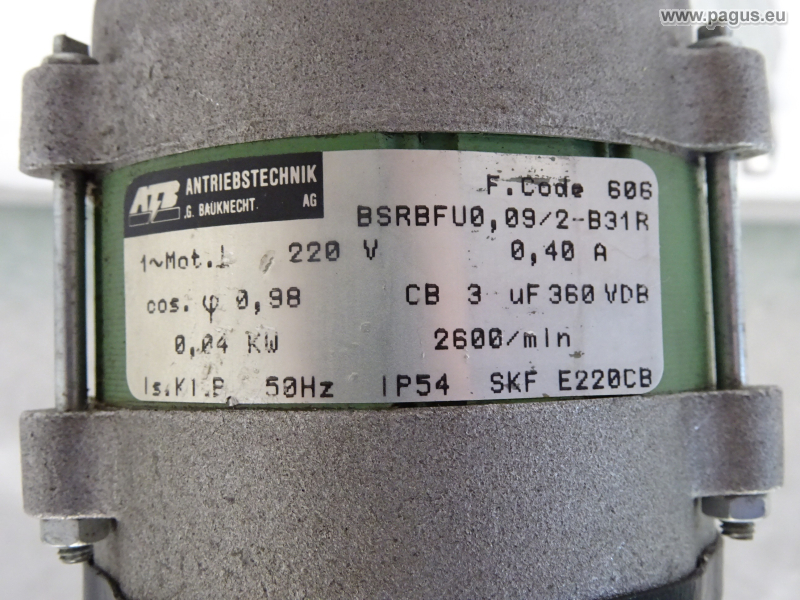 www.pagus.eu
ATB ANTRIEBSTECHNIK
.G. BAUKNECHT. AG
F.Code 606
BSRBFU0,09/2-B31R
1~Mot. 220 V 0,40 A
cos. φ 0,98 CB 3 uF 360 VDB
0,04 KW 2600/min
Is.Kl.B 50Hz IP54 SKF E220CB